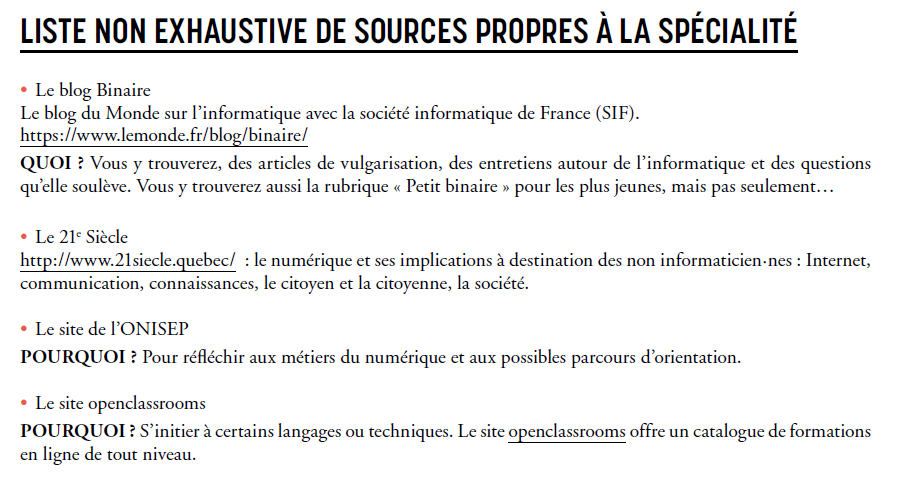 LISTE NON EXHAUSTIVE DE SOURCES PROPRES À LA SPÉCIALITÉ
• Le blog Binaire
Le blog du Monde sur l’informatique avec la société informatique de France (SIF).
https://www.lemonde.fr/blog/binaire/
QUOI ? Vous y trouverez, des articles de vulgarisation, des entretiens autour de l’informatique et des questions
qu’elle soulève. Vous y trouverez aussi la rubrique « Petit binaire » pour les plus jeunes, mais pas seulement…
• Le 21e Siècle
http://www.21siecle.quebec/ : le numérique et ses implications à destination des non informaticien·nes : Internet,
communication, connaissances, le citoyen et la citoyenne, la société.
• Le site de l’ONISEP
POURQUOI ? Pour réfléchir aux métiers du numérique et aux possibles parcours d’orientation.
• Le site openclassrooms
POURQUOI ? S’initier à certains langages ou techniques. Le site openclassrooms offre un catalogue de formations
en ligne de tout niveau.